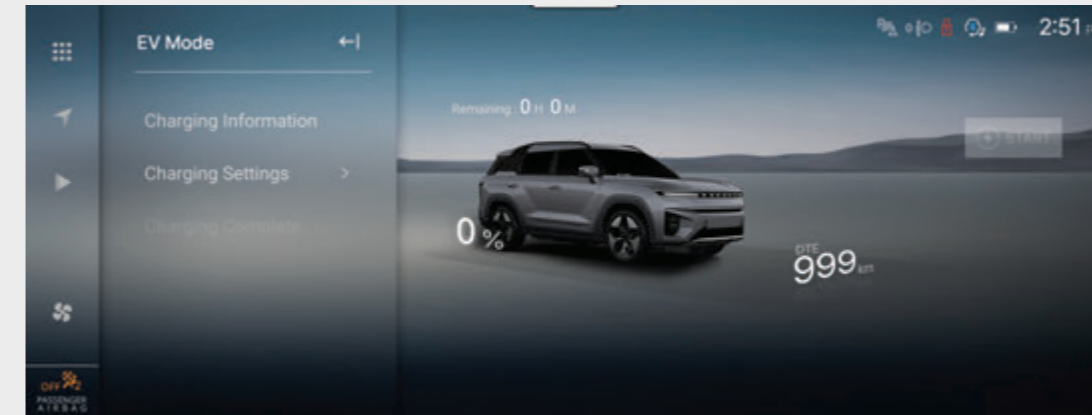 EV Mode
2:51
Charging Information
Remaining : 0 H 0 M
START
Charging Settings
Charging Complete
0 %
DTE
999 km
OFF
2
PASSENGER
AIRBAG